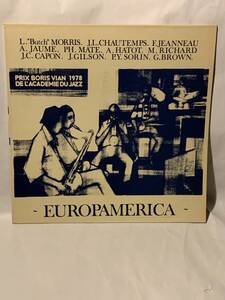 L. "Butch" MORRIS. J.L. CHAUTEMPS. F. JEANNEAU
A. JAUME. PH. MATE. A. HATOT. M. RICHARD
J.C. CAPON. J. GILSON. P.Y. SORIN. G. BROWN.
PRIX BORIS VIAN 1978
DE L'ACADEMIE DU JAZZ
- EUROPAMERICA -